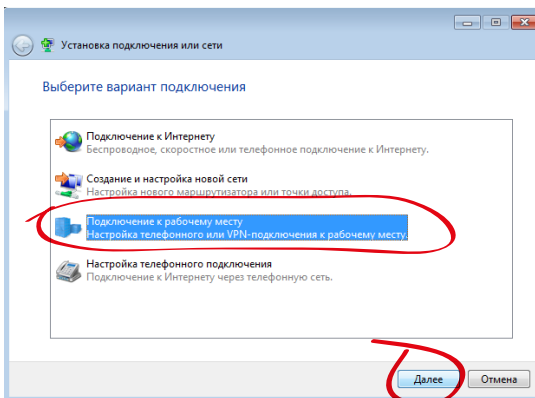 Установка подключения или сети
Выберите вариант подключения
Подключение к Интернету
Беспроводное, скоростное или телефонное подключение к Интернету.
Создание и настройка новой сети
Настройка нового маршрутизатора или точки доступа.
Подключение к рабочему месту
Настройка телефонного или VPN-подключения к рабочему месту.
Настройка телефонного подключения
Подключение к Интернету через телефонную сеть.
Далее
Отмена